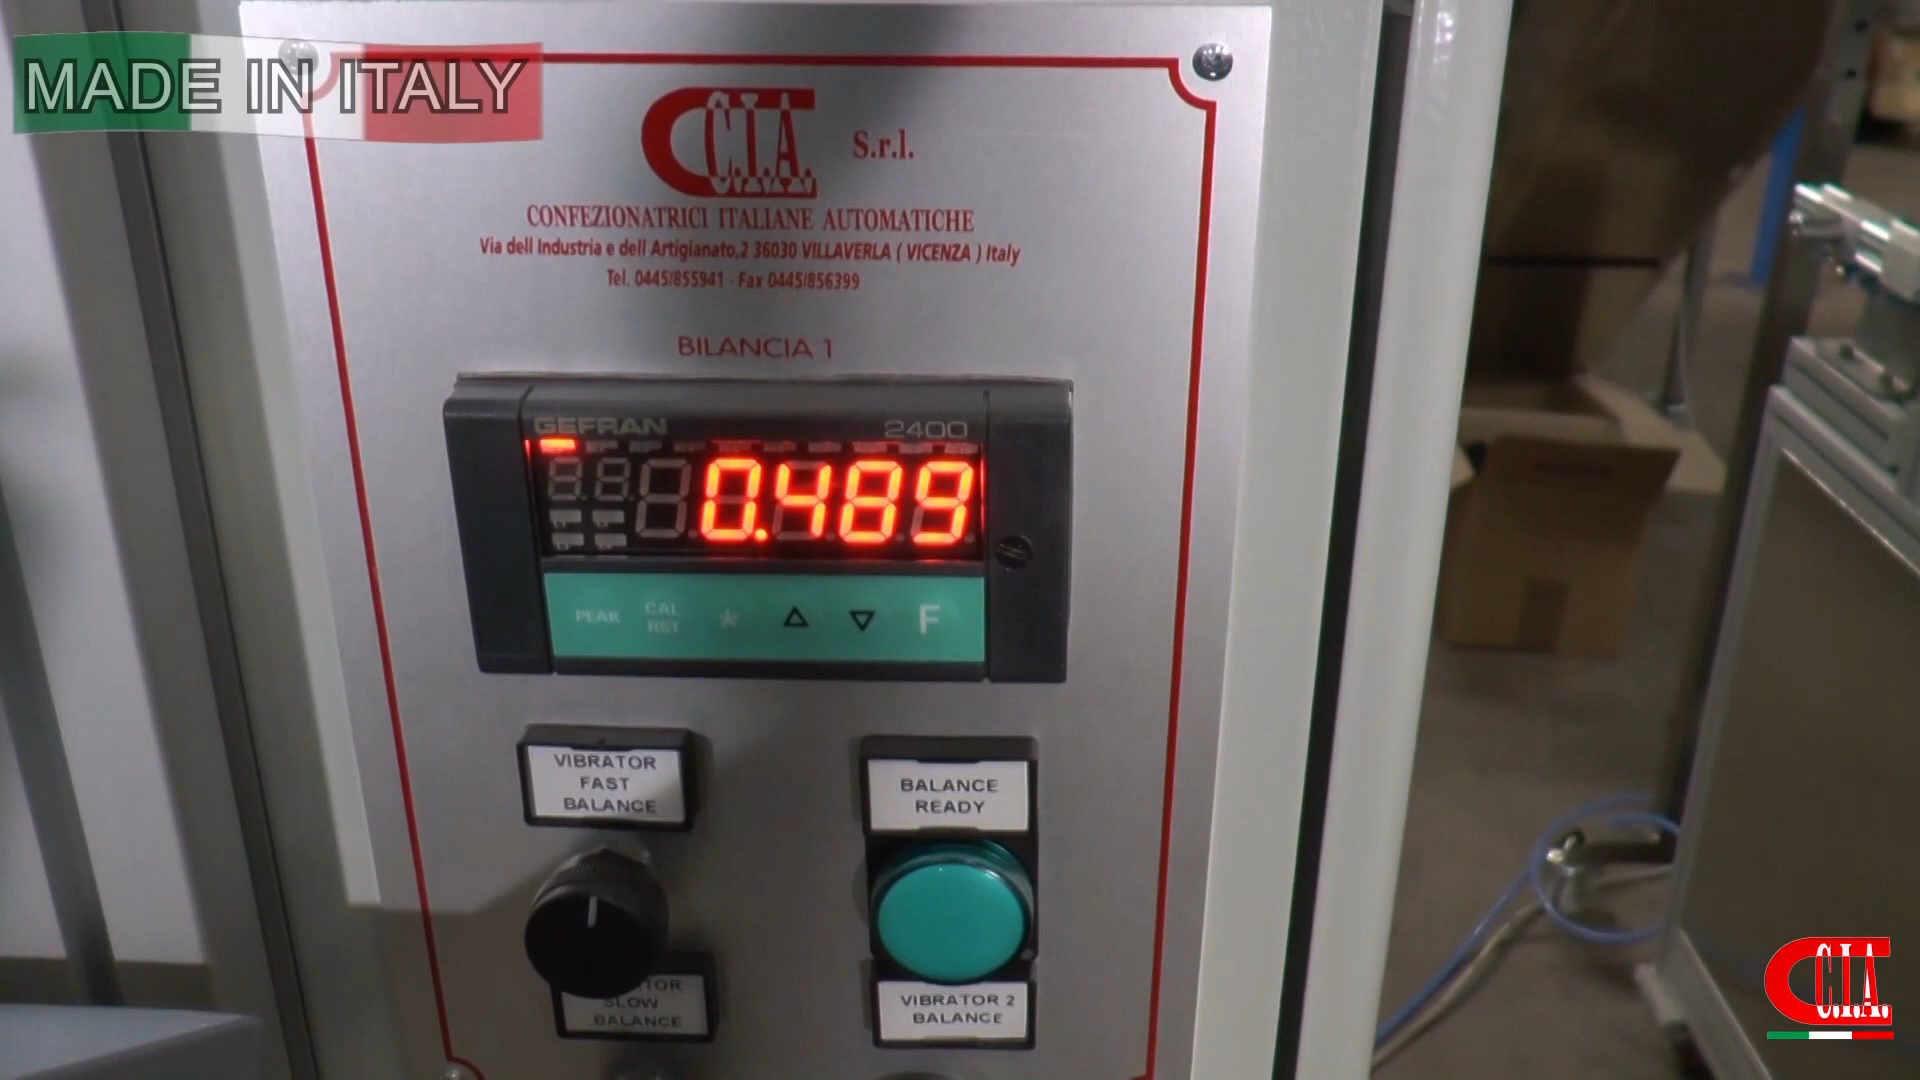 MADE IN ITALY
C.I.A. S.r.l.
CONFEZIONATRICI ITALIANE AUTOMATICHE
Via dell Industria e dell Artigianato,2 36030 VILLAVERLA ( VICENZA ) Italy
Tel. 0445/855941 - Fax 0445/856399
BILANCIA 1
GEFRAN 2400
0.489
PEAK
CAL
RST
F
VIBRATOR
FAST
BALANCE
BALANCE
READY
SLOW
BALANCE
VIBRATOR 2
BALANCE
C.I.A.